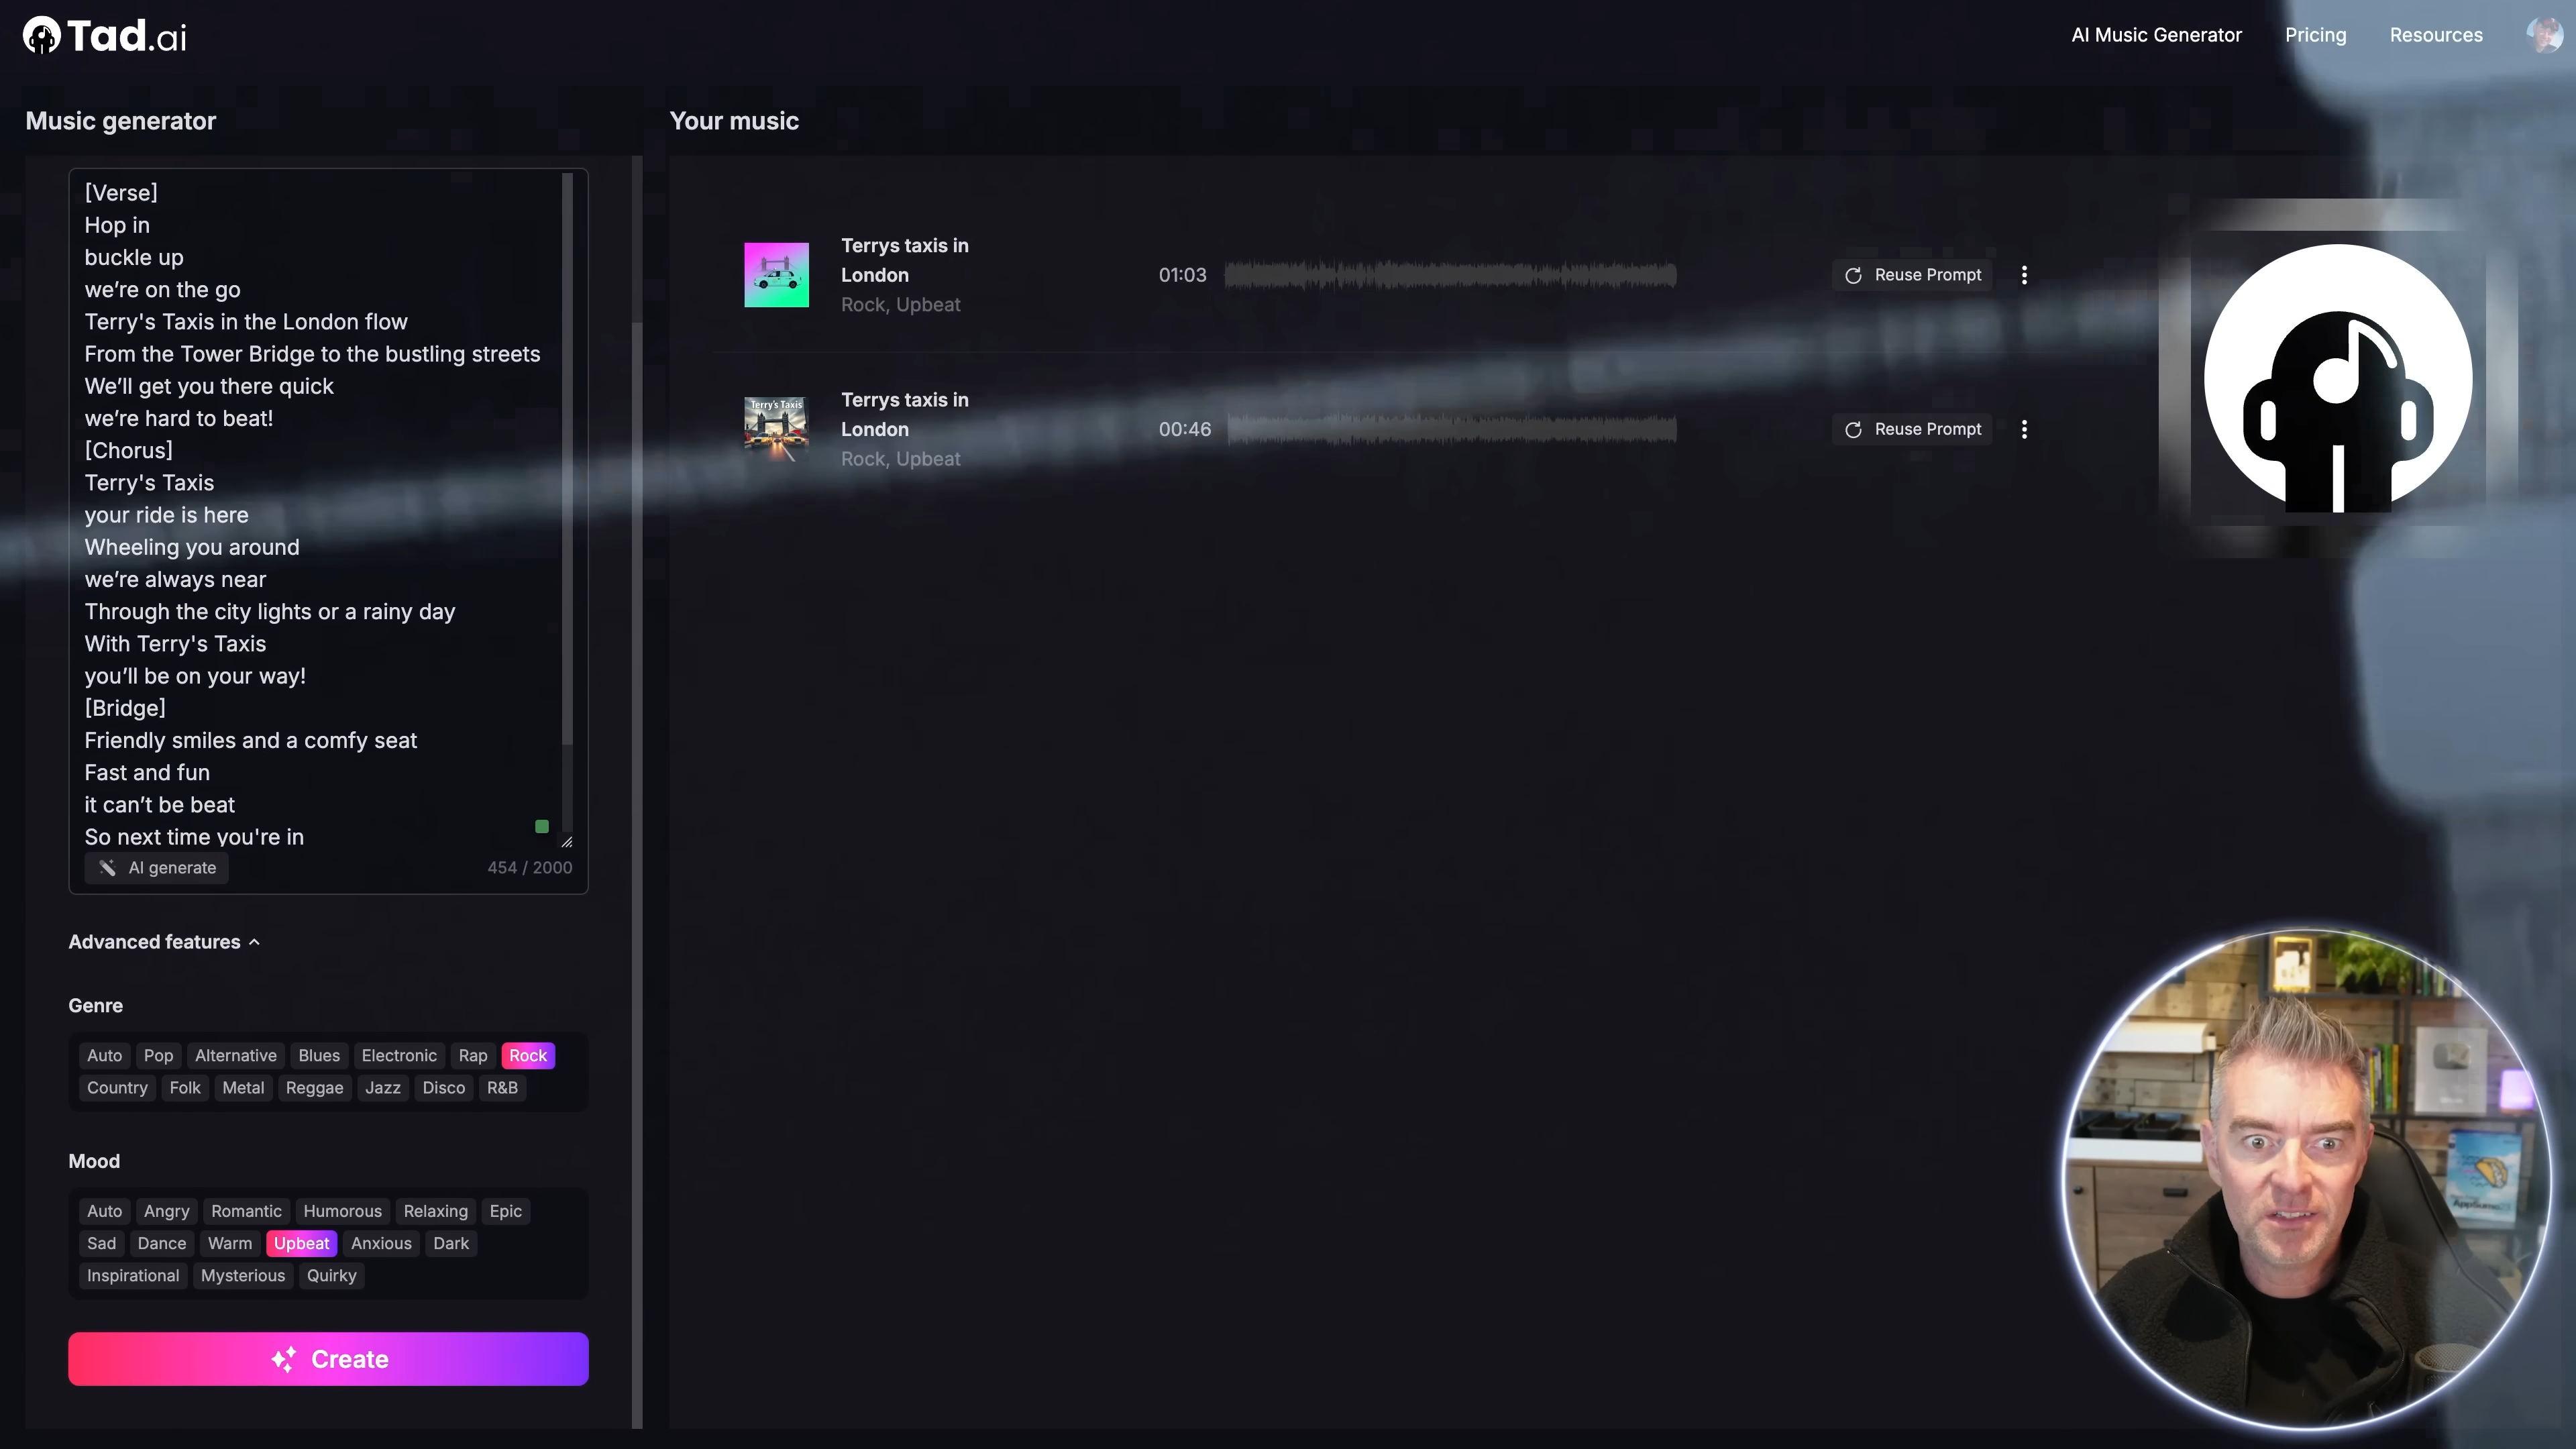 Tad.ai
AI Music Generator
Pricing
Resources
Music generator
[Verse]
Hop in
buckle up
we’re on the go
Terry's Taxis in the London flow
From the Tower Bridge to the bustling streets
We’ll get you there quick
we’re hard to beat!
[Chorus]
Terry's Taxis
your ride is here
Wheeling you around
we’re always near
Through the city lights or a rainy day
With Terry's Taxis
you’ll be on your way!
[Bridge]
Friendly smiles and a comfy seat
Fast and fun
it can’t be beat
So next time you're in
AI generate
454 / 2000
Advanced features
Genre
Auto Pop Alternative Blues Electronic Rap Rock
Country Folk Metal Reggae Jazz Disco R&B
Mood
Auto Angry Romantic Humorous Relaxing Epic
Sad Dance Warm Upbeat Anxious Dark
Inspirational Mysterious Quirky
Create
Your music
Terrys taxis in
London
Rock, Upbeat
01:03
Reuse Prompt
Terry's Taxis
Terrys taxis in
London
Rock, Upbeat
00:46
Reuse Prompt
AppSumo